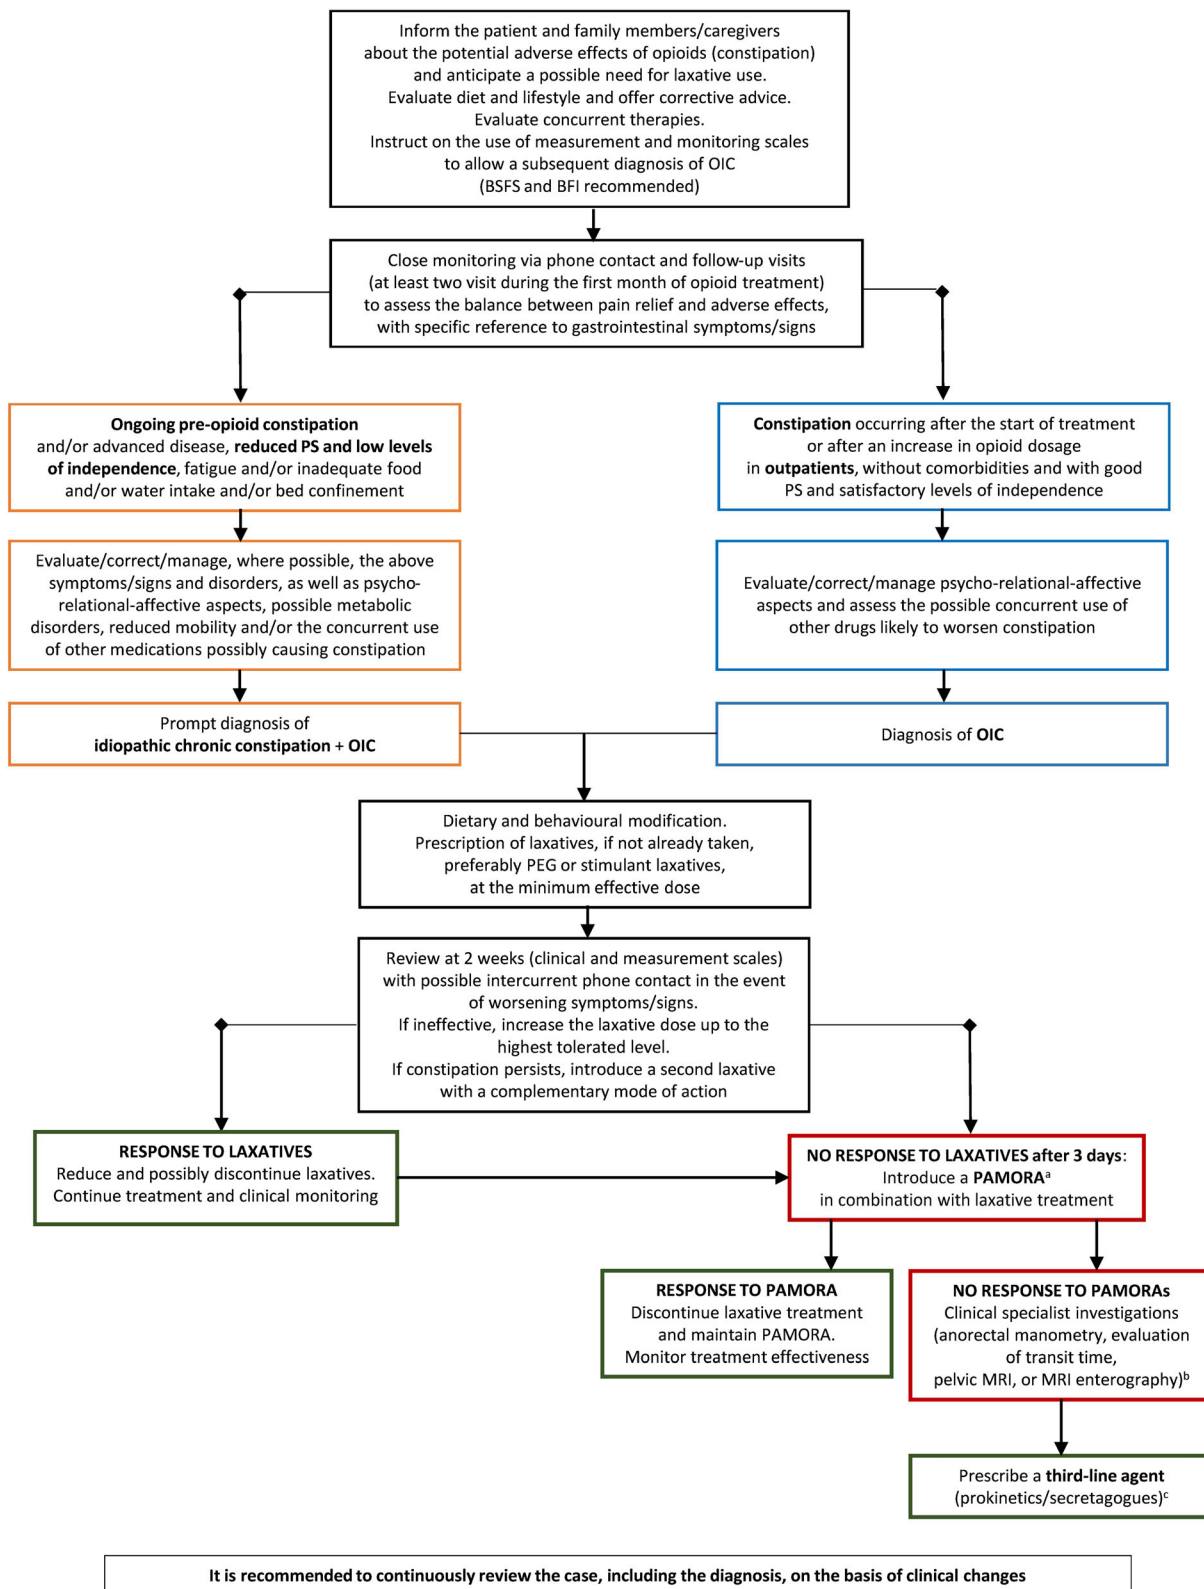 Inform the patient and family members/caregivers
about the potential adverse effects of opioids (constipation)
and anticipate a possible need for laxative use.
Evaluate diet and lifestyle and offer corrective advice.
Evaluate concurrent therapies.
Instruct on the use of measurement and monitoring scales
to allow a subsequent diagnosis of OIC
(BSFS and BFI recommended)
Close monitoring via phone contact and follow-up visits
(at least two visit during the first month of opioid treatment)
to assess the balance between pain relief and adverse effects,
with specific reference to gastrointestinal symptoms/signs
Ongoing pre-opioid constipation
and/or advanced disease, reduced PS and low levels
of independence, fatigue and/or inadequate food
and/or water intake and/or bed confinement
Constipation occurring after the start of treatment
or after an increase in opioid dosage
in outpatients, without comorbidities and with good
PS and satisfactory levels of independence
Evaluate/correct/manage, where possible, the above
symptoms/signs and disorders, as well as psycho-
relational-affective aspects, possible metabolic
disorders, reduced mobility and/or the concurrent use
of other medications possibly causing constipation
Evaluate/correct/manage psycho-relational-affective
aspects and assess the possible concurrent use of
other drugs likely to worsen constipation
Prompt diagnosis of
idiopathic chronic constipation + OIC
Diagnosis of OIC
Dietary and behavioural modification.
Prescription of laxatives, if not already taken,
preferably PEG or stimulant laxatives,
at the minimum effective dose
Review at 2 weeks (clinical and measurement scales)
with possible intercurrent phone contact in the event
of worsening symptoms/signs.
If ineffective, increase the laxative dose up to the
highest tolerated level.
If constipation persists, introduce a second laxative
with a complementary mode of action
RESPONSE TO LAXATIVES
Reduce and possibly discontinue laxatives.
Continue treatment and clinical monitoring
NO RESPONSE TO LAXATIVES after 3 days:
Introduce a PAMORAᵃ
in combination with laxative treatment
RESPONSE TO PAMORA
Discontinue laxative treatment
and maintain PAMORA.
Monitor treatment effectiveness
NO RESPONSE TO PAMORAs
Clinical specialist investigations
(anorectal manometry, evaluation
of transit time,
pelvic MRI, or MRI enterography)ᵇ
Prescribe a third-line agent
(prokinetics/secretagogues)ᶜ
It is recommended to continuously review the case, including the diagnosis, on the basis of clinical changes